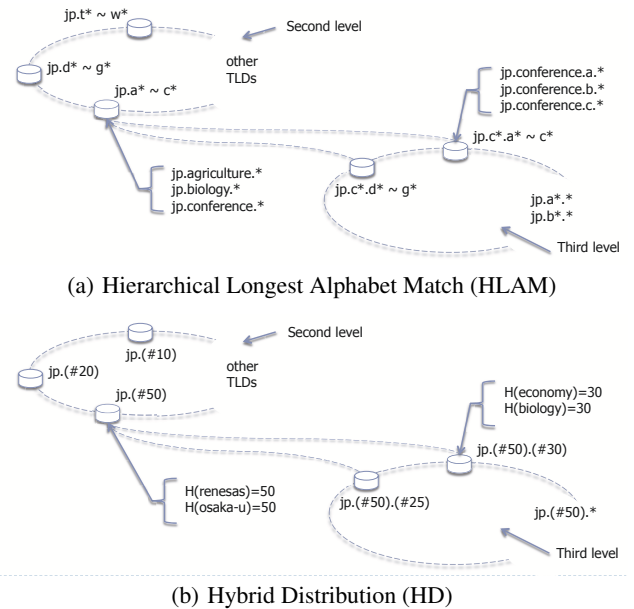 jp.t* ~ w*
Second level
other
TLDs
jp.d* ~ g*
jp.a* ~ c*
jp.conference.a.*
jp.conference.b.*
jp.conference.c.*
jp.c*.a* ~ c*
jp.agriculture.*
jp.biology.*
jp.conference.*
jp.c*.d* ~ g*
jp.a*.*
jp.b*.*
Third level
(a) Hierarchical Longest Alphabet Match (HLAM)
Second level
jp.(#10)
other
TLDs
jp.(#20)
jp.(#50)
H(economy)=30
H(biology)=30
jp.(#50).(#30)
H(renesas)=50
H(osaka-u)=50
jp.(#50).(#25)
jp.(#50).*
Third level
(b) Hybrid Distribution (HD)